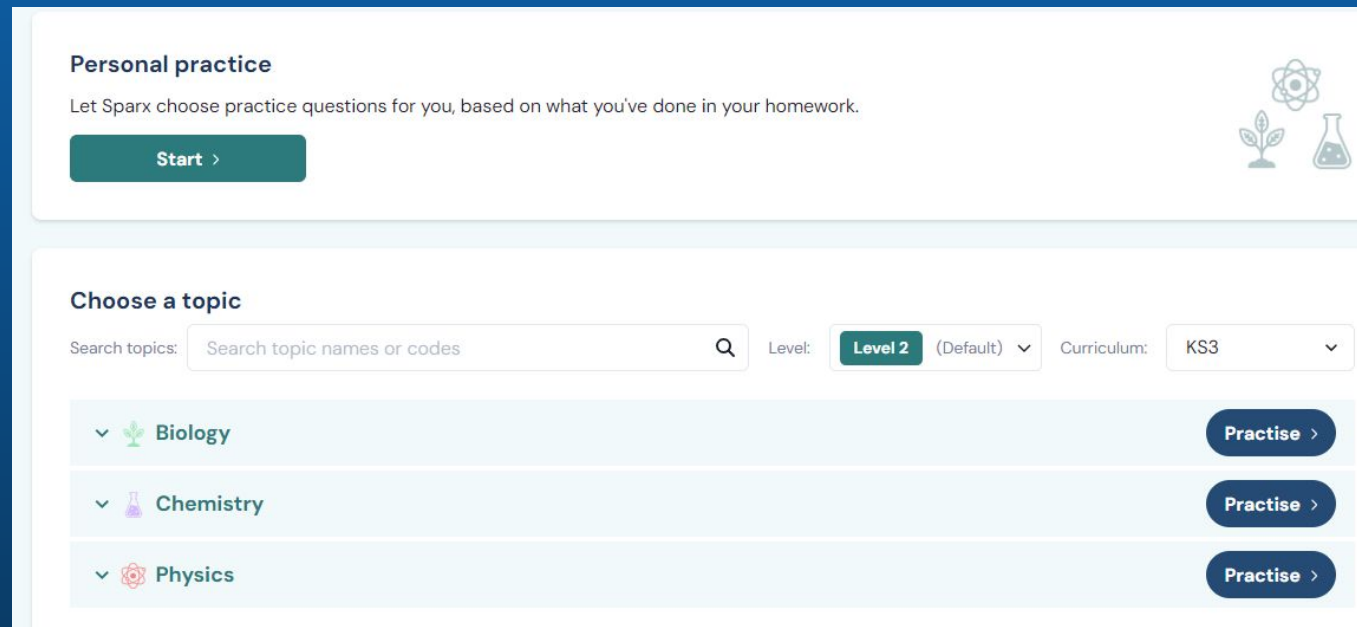 Personal practice
Let Sparx choose practice questions for you, based on what you've done in your homework.
Start >
Choose a topic
Search topics: Search topic names or codes Level: Level 2 (Default) Curriculum: KS3
Biology Practise >
Chemistry Practise >
Physics Practise >